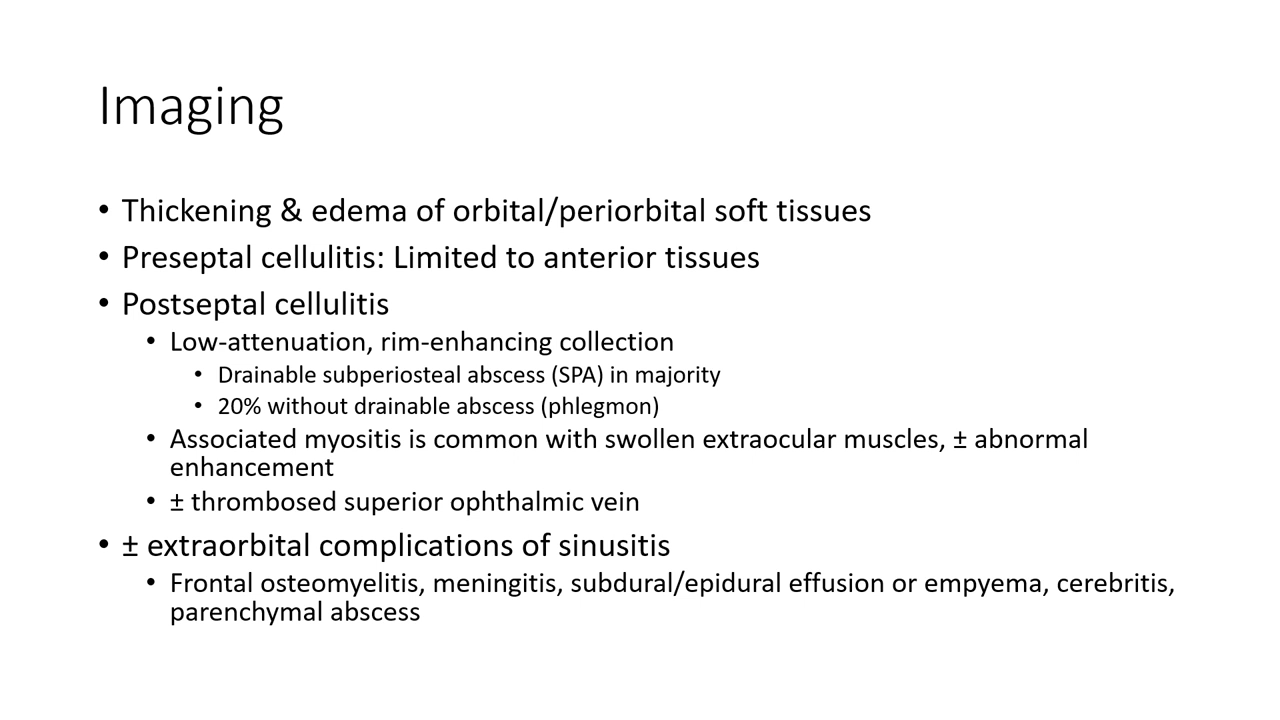 Imaging
• Thickening & edema of orbital/periorbital soft tissues
• Preseptal cellulitis: Limited to anterior tissues
• Postseptal cellulitis
• Low-attenuation, rim-enhancing collection
• Drainable subperiosteal abscess (SPA) in majority
• 20% without drainable abscess (phlegmon)
• Associated myositis is common with swollen extraocular muscles, ± abnormal
enhancement
• ± thrombosed superior ophthalmic vein
• ± extraorbital complications of sinusitis
• Frontal osteomyelitis, meningitis, subdural/epidural effusion or empyema, cerebritis,
parenchymal abscess